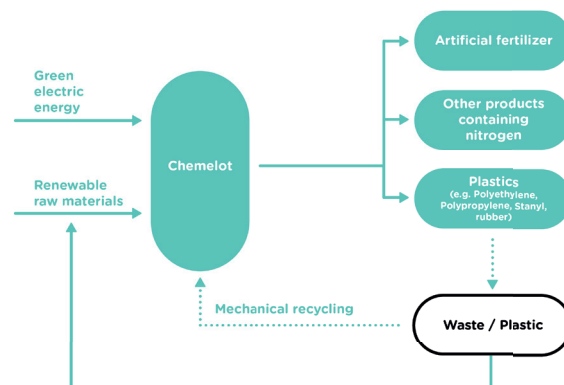 Artificial fertilizer
Green
electric
energy
Other products
containing
nitrogen
Chemelot
Renewable
raw materials
Plastics
(e.g. Polyethylene,
Polypropylene, Stanyl,
rubber)
Mechanical recycling
Waste / Plastic